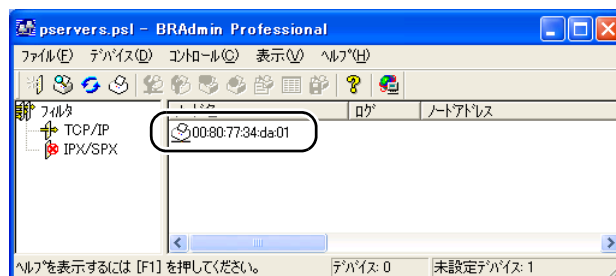 pservers.psl - BRAdmin Professional
ファイル(F) デバイス(D) コントロール(C) 表示(V) ヘルプ(H)
フィルタ ログ ノードアドレス
TCP/IP 00:80:77:34:da:01
IPX/SPX
ヘルプを表示するには [F1] を押してください。 デバイス: 0 未設定デバイス: 1